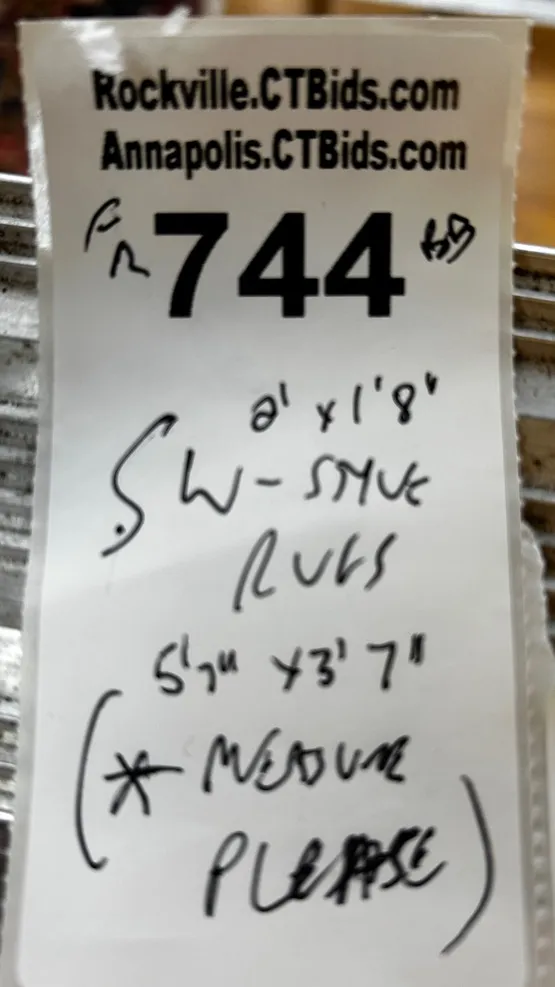 Rockville.CTBids.com
Annapolis.CTBids.com
FR 744
2' x 1'8"
SW-STYLE
RUGS
5'7" x 3'7"
(* MEASURE
PLEASE)